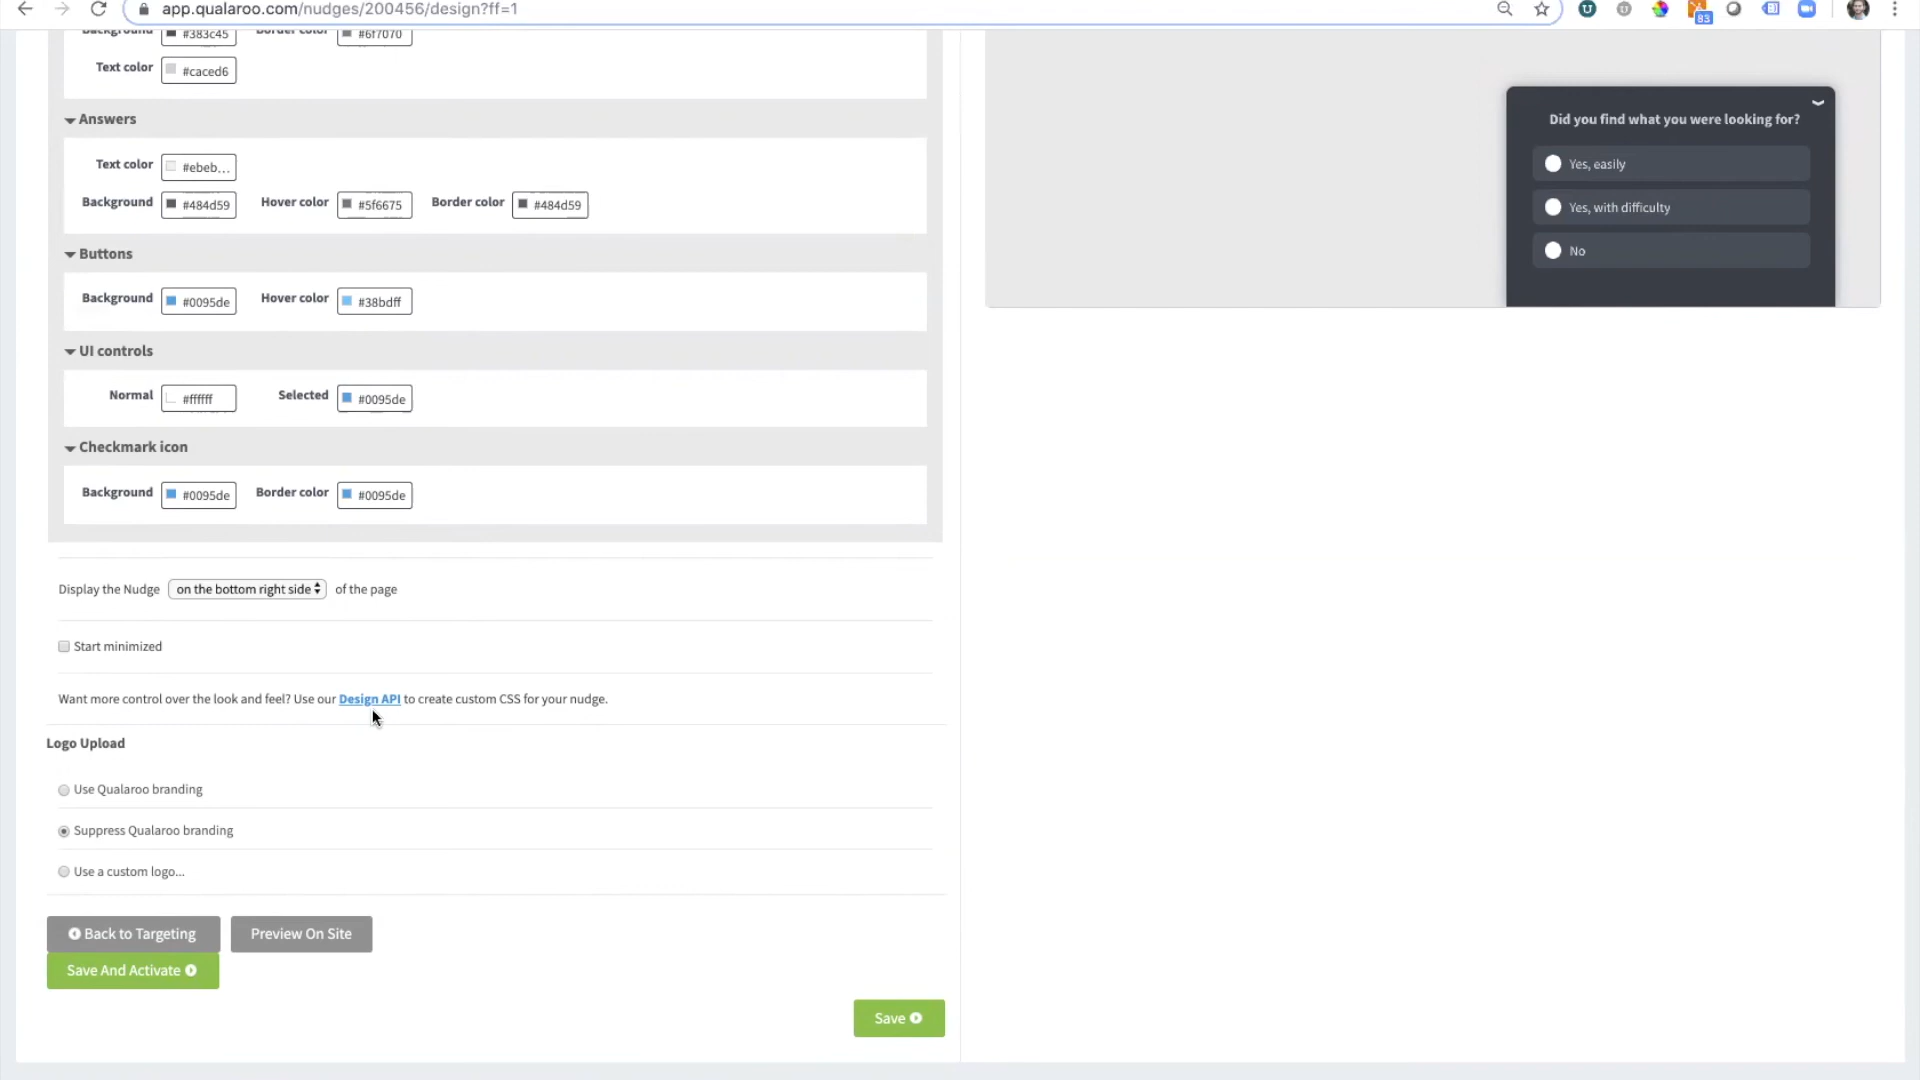 app.qualaroo.com/nudges/200456/design?ff=1
83
Background #383c45 Border color #6f7070
Text color #caced6
Answers
Text color #ebeb...
Background #484d59 Hover color #5f6675 Border color #484d59
Buttons
Background #0095de Hover color #38bdff
UI controls
Normal #ffffff Selected #0095de
Checkmark icon
Background #0095de Border color #0095de
Display the Nudge on the bottom right side of the page
Start minimized
Want more control over the look and feel? Use our Design API to create custom CSS for your nudge.
Logo Upload
Use Qualaroo branding
Suppress Qualaroo branding
Use a custom logo...
Back to Targeting Preview On Site
Save And Activate
Save
Did you find what you were looking for?
Yes, easily
Yes, with difficulty
No